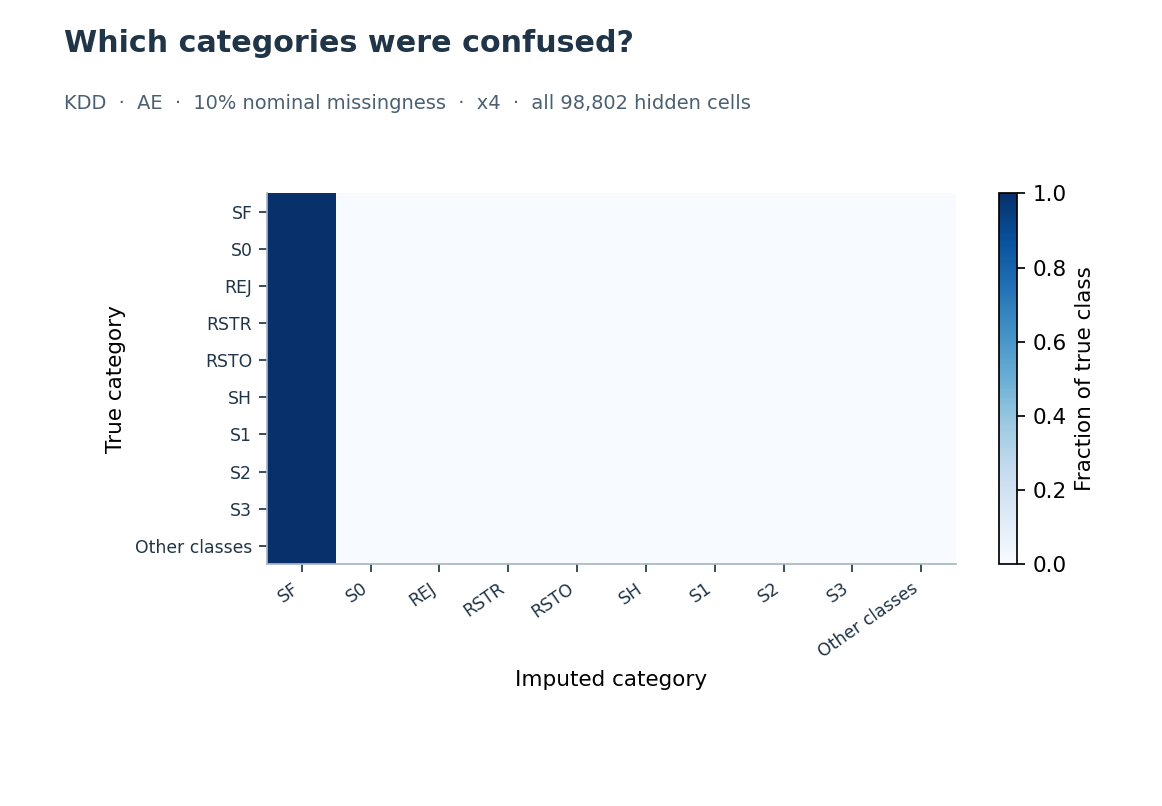 Which categories were confused?
KDD · AE · 10% nominal missingness · x4 · all 98,802 hidden cells
True category
SF
S0
REJ
RSTR
RSTO
SH
S1
S2
S3
Other classes
SF
S0
REJ
RSTR
RSTO
SH
S1
S2
S3
Other classes
Imputed category
1.0
0.8
0.6
0.4
0.2
0.0
Fraction of true class